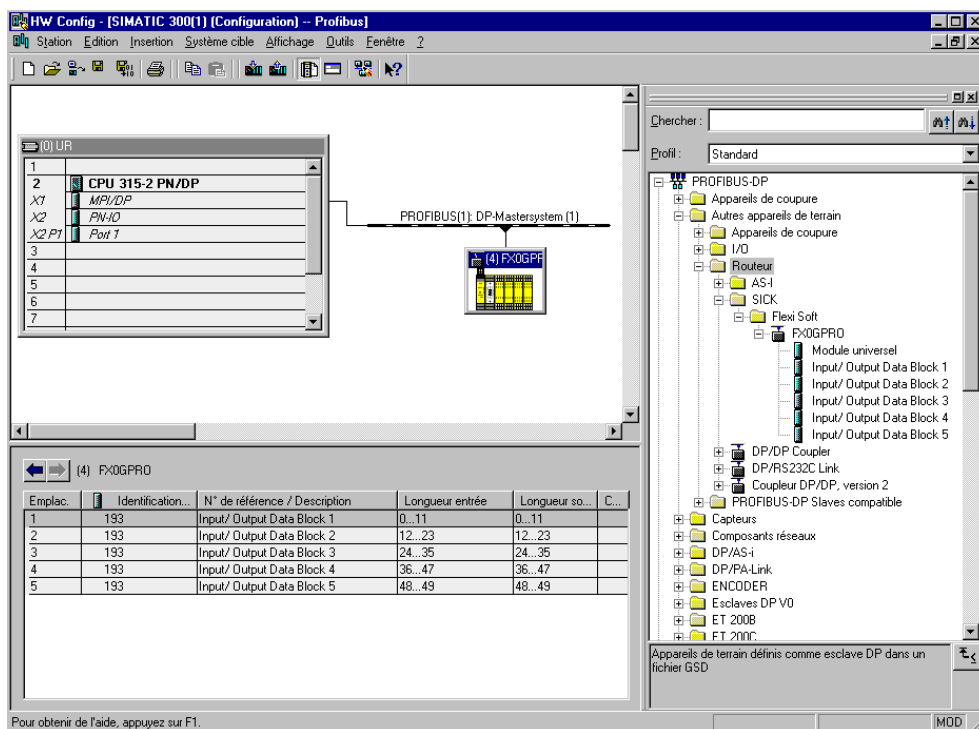 HW Config - [SIMATIC 300(1) (Configuration) -- Profibus]
Station Edition Insertion Système cible Affichage Outils Fenêtre ?
(0) UR
1
2 CPU 315-2 PN/DP
X1 MPI/DP
X2 PN-IO
X2 P1 Port 1
3
4
5
6
7
PROFIBUS(1): DP-Mastersystem (1)
(4) FX0GPR
Chercher :
Profil : Standard
PROFIBUS-DP
Appareils de coupure
Autres appareils de terrain
Appareils de coupure
I/O
Routeur
AS-I
SICK
Flexi Soft
FX0GPRO
Module universel
Input/ Output Data Block 1
Input/ Output Data Block 2
Input/ Output Data Block 3
Input/ Output Data Block 4
Input/ Output Data Block 5
DP/DP Coupler
DP/RS232C Link
Coupleur DP/DP, version 2
PROFIBUS-DP Slaves compatible
Capteurs
Composants réseaux
DP/AS-i
DP/PA-Link
ENCODER
Esclaves DP V0
ET 200B
ET 200C
Appareils de terrain définis comme esclave DP dans un
fichier GSD
(4) FX0GPRO
Emplac. Identification... N° de référence / Description Longueur entrée Longueur so... C...
1 193 Input/ Output Data Block 1 0...11 0...11
2 193 Input/ Output Data Block 2 12...23 12...23
3 193 Input/ Output Data Block 3 24...35 24...35
4 193 Input/ Output Data Block 4 36...47 36...47
5 193 Input/ Output Data Block 5 48...49 48...49
Pour obtenir de l'aide, appuyez sur F1.
MOD